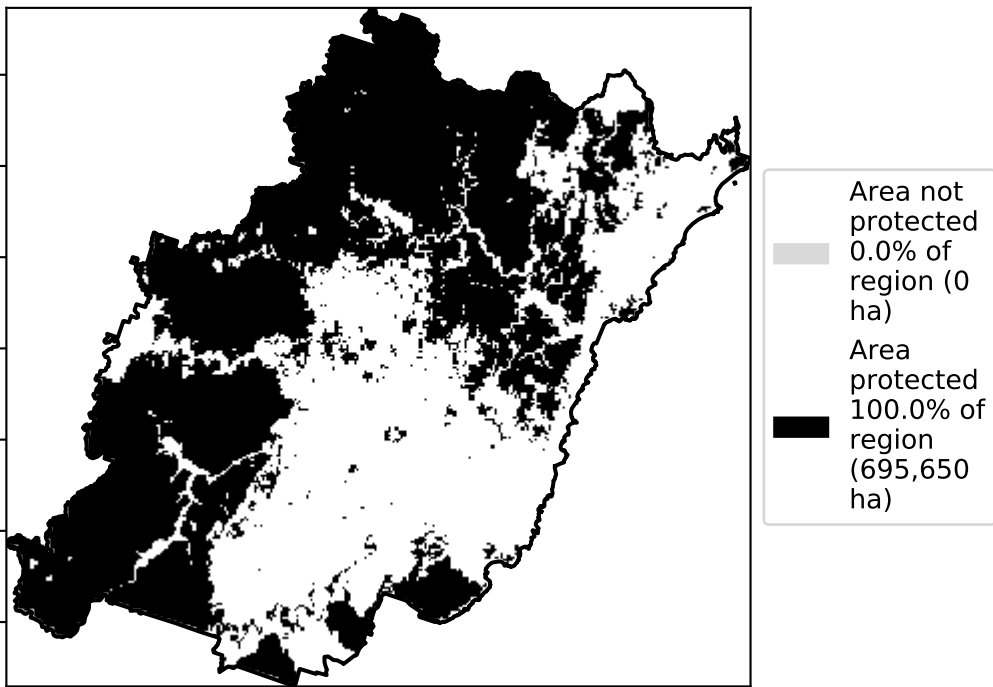 Area not
protected
0.0% of
region (0
ha)
Area
protected
100.0% of
region
(695,650
ha)